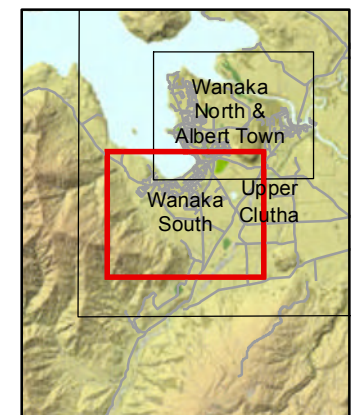 Wanaka
North &
Albert Town
Wanaka
South
Upper
Clutha